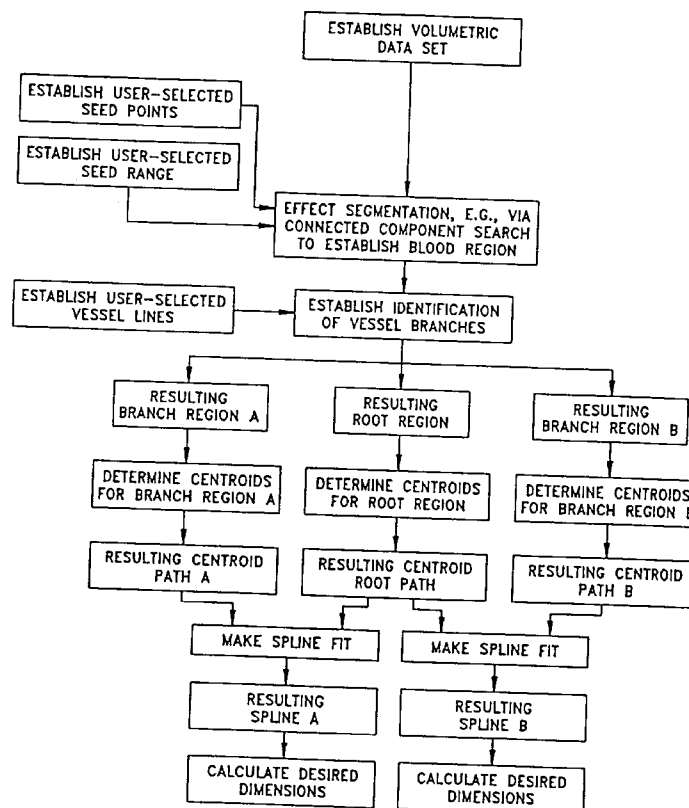 ESTABLISH VOLUMETRIC
DATA SET
ESTABLISH USER-SELECTED
SEED POINTS
ESTABLISH USER-SELECTED
SEED RANGE
EFFECT SEGMENTATION, E.G., VIA
CONNECTED COMPONENT SEARCH
TO ESTABLISH BLOOD REGION
ESTABLISH USER-SELECTED
VESSEL LINES
ESTABLISH IDENTIFICATION
OF VESSEL BRANCHES
RESULTING
BRANCH REGION A
RESULTING
ROOT REGION
RESULTING
BRANCH REGION B
DETERMINE CENTROIDS
FOR BRANCH REGION A
DETERMINE CENTROIDS
FOR ROOT REGION
DETERMINE CENTROIDS
FOR BRANCH REGION B
RESULTING CENTROID
PATH A
RESULTING CENTROID
ROOT PATH
RESULTING CENTROID
PATH B
MAKE SPLINE FIT
MAKE SPLINE FIT
RESULTING
SPLINE A
RESULTING
SPLINE B
CALCULATE DESIRED
DIMENSIONS
CALCULATE DESIRED
DIMENSIONS